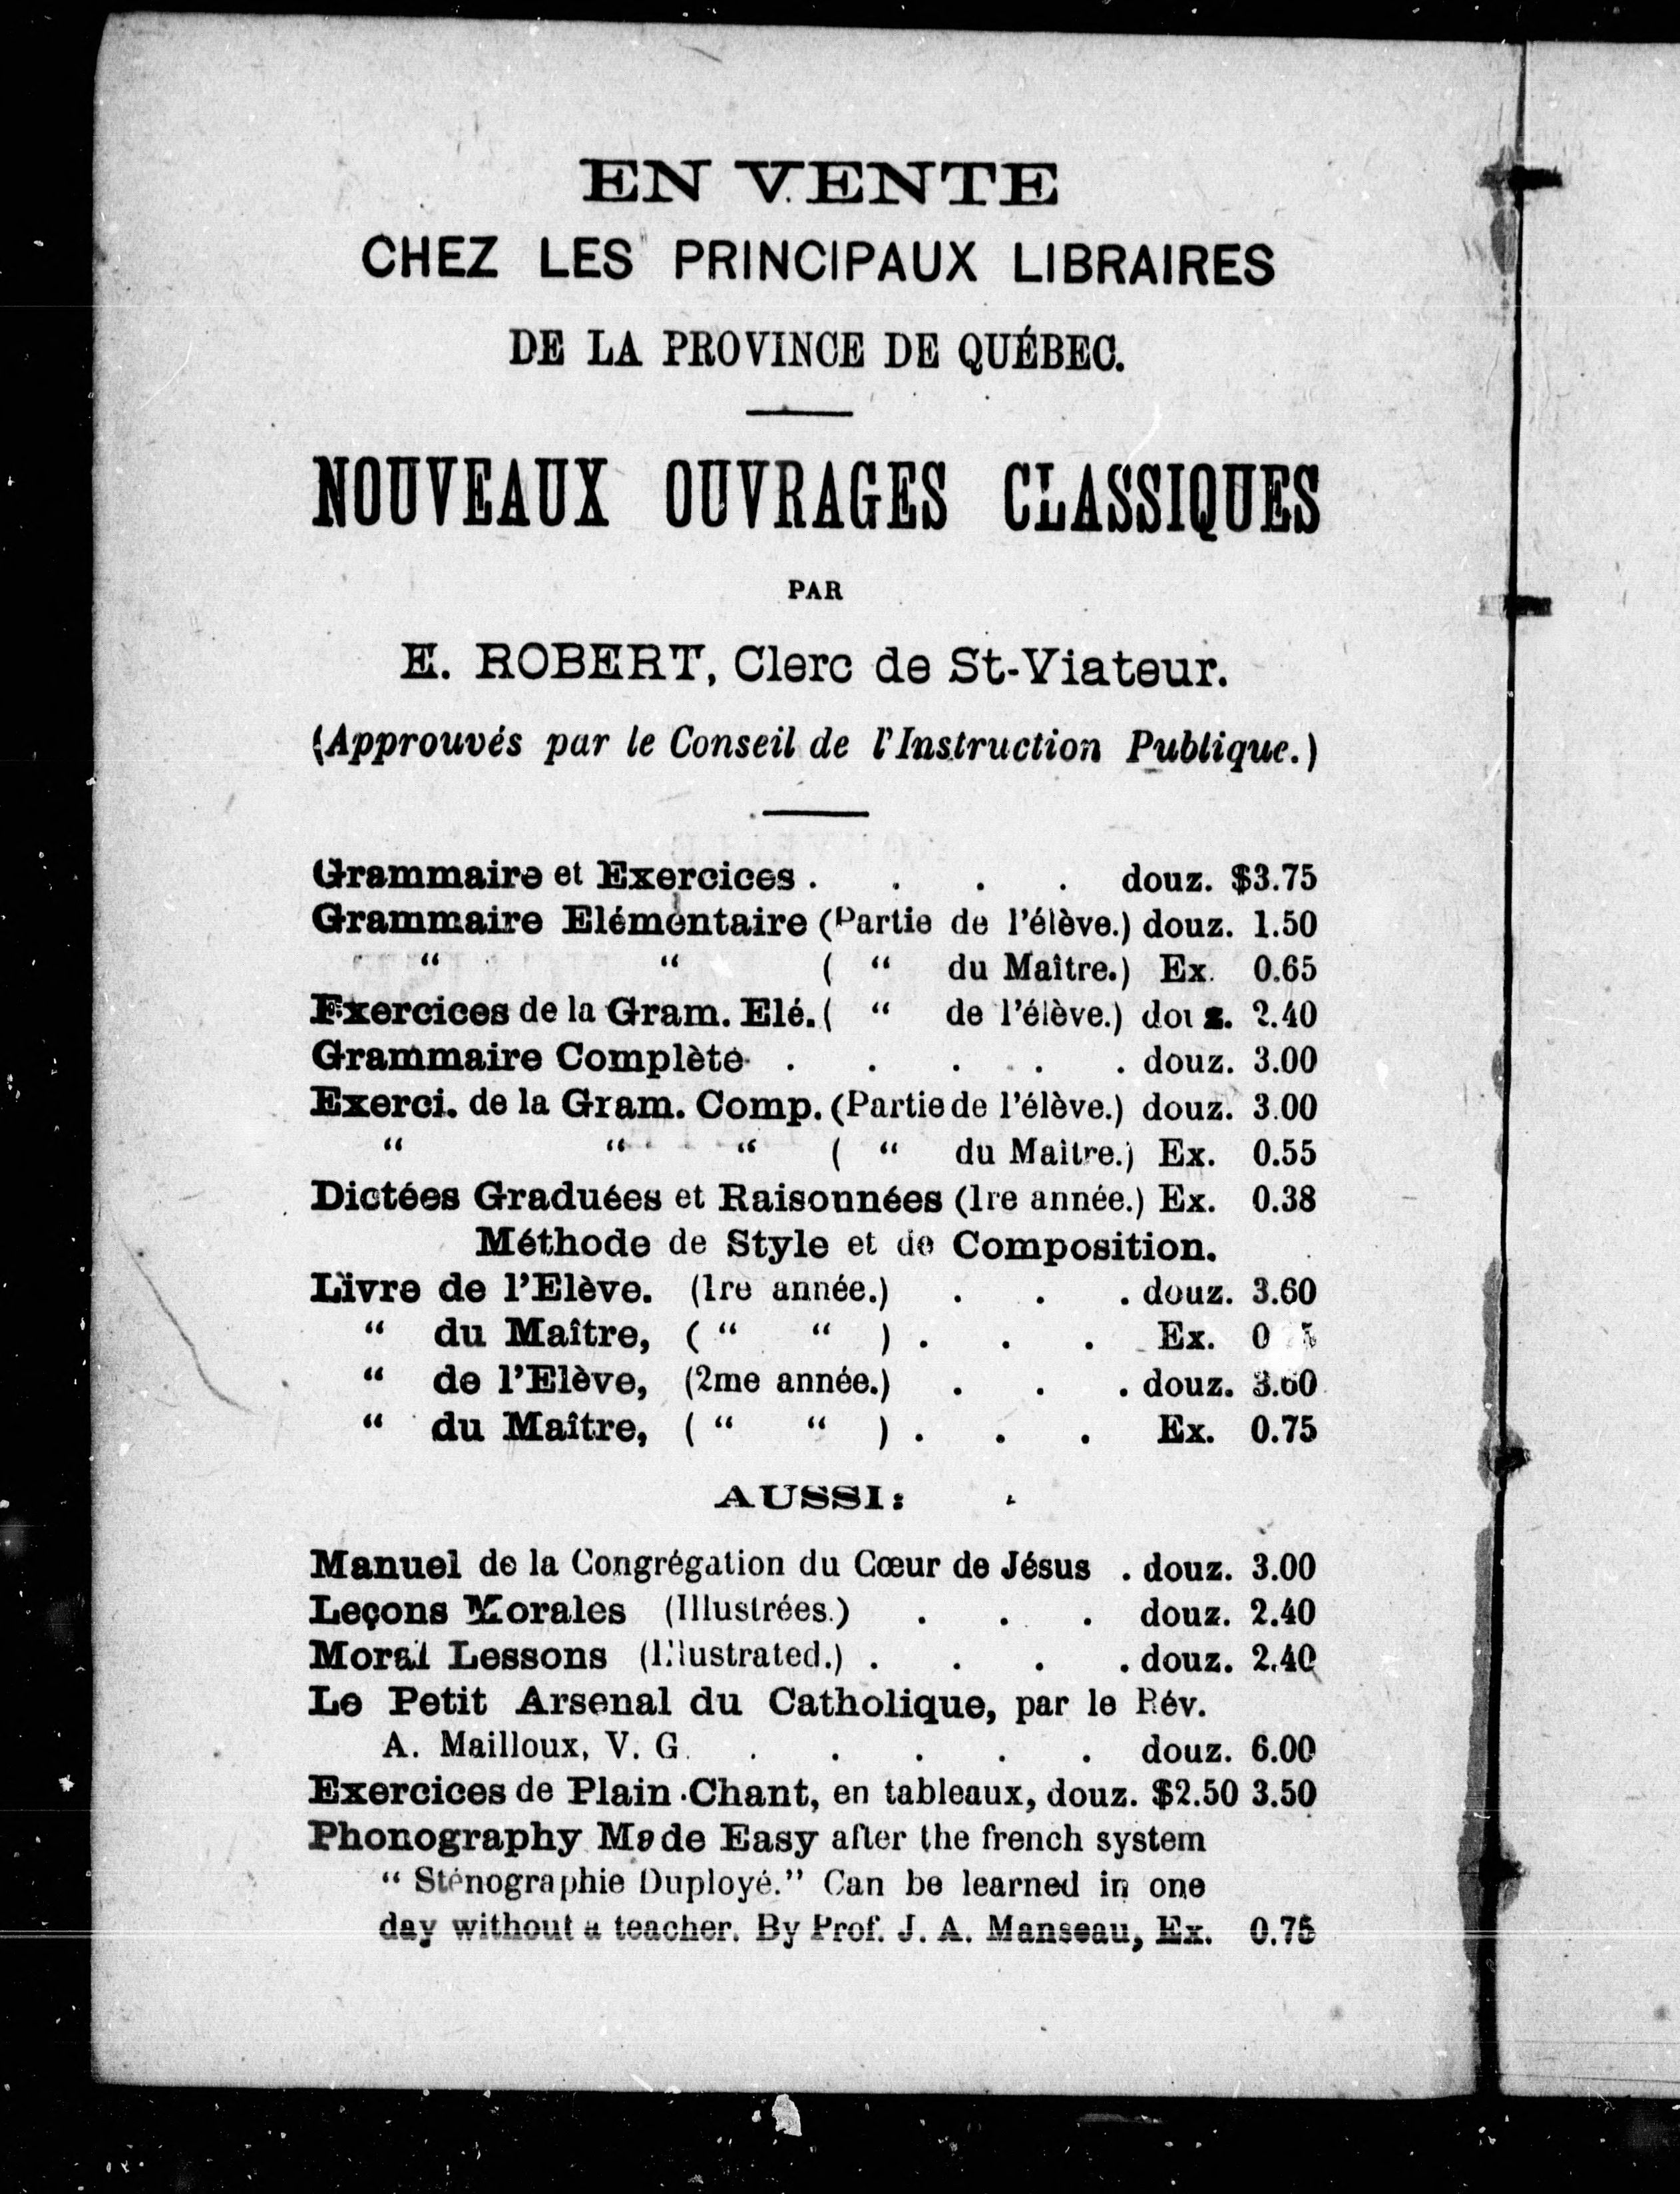 EN VENTE
CHEZ LES PRINCIPAUX LIBRAIRES
DE LA PROVINCE DE QUÉBEC.
NOUVEAUX OUVRAGES CLASSIQUES
PAR
E. ROBERT, Clerc de St-Viateur.
(Approuvés par le Conseil de l'Instruction Publique.)
Grammaire et Exercices . . . . douz. $3.75
Grammaire Elémentaire (Partie de l'élève.) douz. 1.50
“ “ ( “ du Maître.) Ex. 0.65
Exercices de la Gram. Elé. ( “ de l'élève.) douz. 2.40
Grammaire Complète . . . . . douz. 3.00
Exerci. de la Gram. Comp. (Partie de l'élève.) douz. 3.00
“ “ “ ( “ du Maitre.) Ex. 0.55
Dictées Graduées et Raisonnées (1re année.) Ex. 0.38
Méthode de Style et de Composition.
Livre de l'Elève. (1re année.) . . . douz. 3.60
“ du Maître, ( “ “ ) . . . Ex.
“ de l'Elève, (2me année.) . . . douz. 3.60
“ du Maître, ( “ “ ) . . . Ex. 0.75
AUSSI:
Manuel de la Congrégation du Cœur de Jésus . douz. 3.00
Leçons Morales (Illustrées.) . . . douz. 2.40
Moral Lessons (Illustrated.) . . . . douz. 2.40
Le Petit Arsenal du Catholique, par le Rév.
A. Mailloux, V. G. . . . . . douz. 6.00
Exercices de Plain-Chant, en tableaux, douz. $2.50 3.50
Phonography Made Easy after the french system
“ Sténographie Duployé.” Can be learned in one
day without a teacher. By Prof. J. A. Manseau, Ex. 0.75